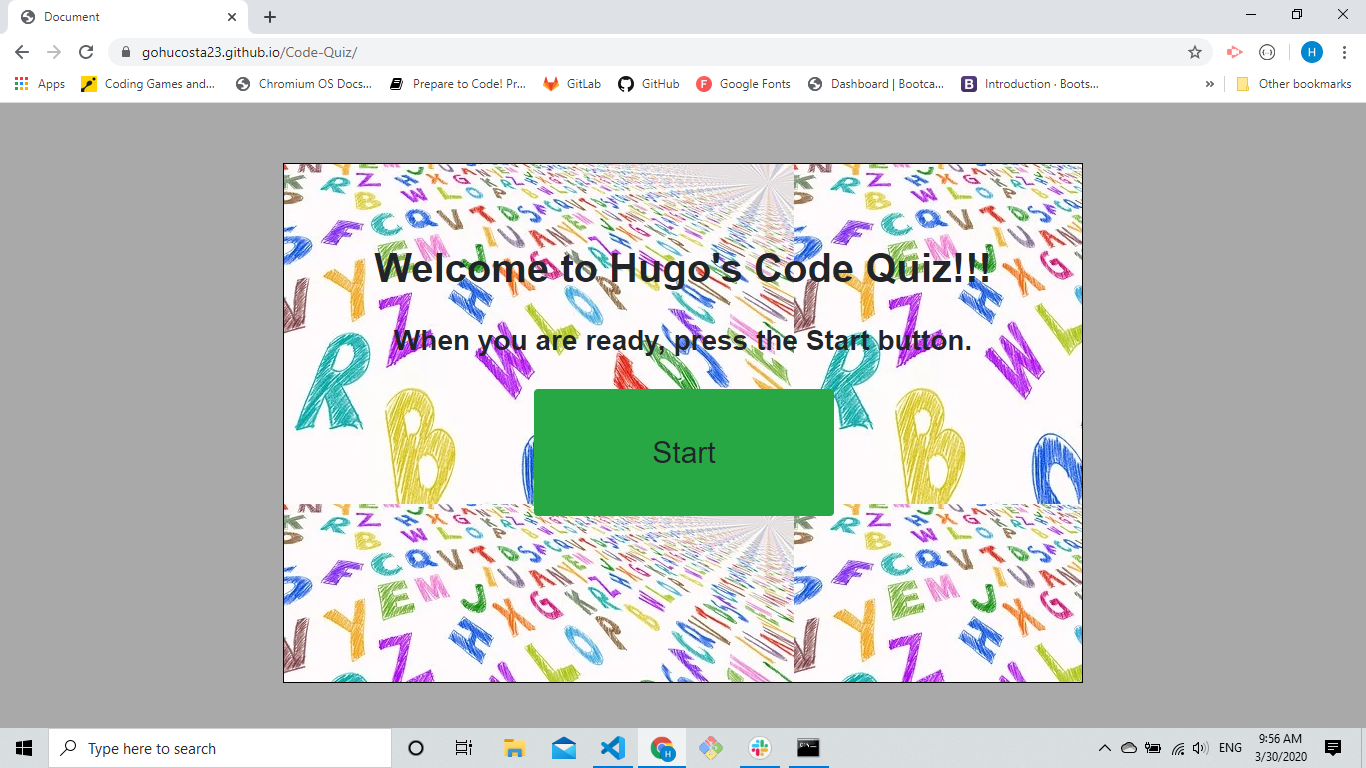 Document
gohucosta23.github.io/Code-Quiz/
H
Apps
Coding Games and...
Chromium OS Docs...
Prepare to Code! Pr...
GitLab
GitHub
Google Fonts
Dashboard | Bootca...
B
Introduction · Boots...
»
Other bookmarks
Welcome to Hugo's Code Quiz!!!
When you are ready, press the Start button.
Start
Type here to search
H
ENG
9:56 AM
3/30/2020